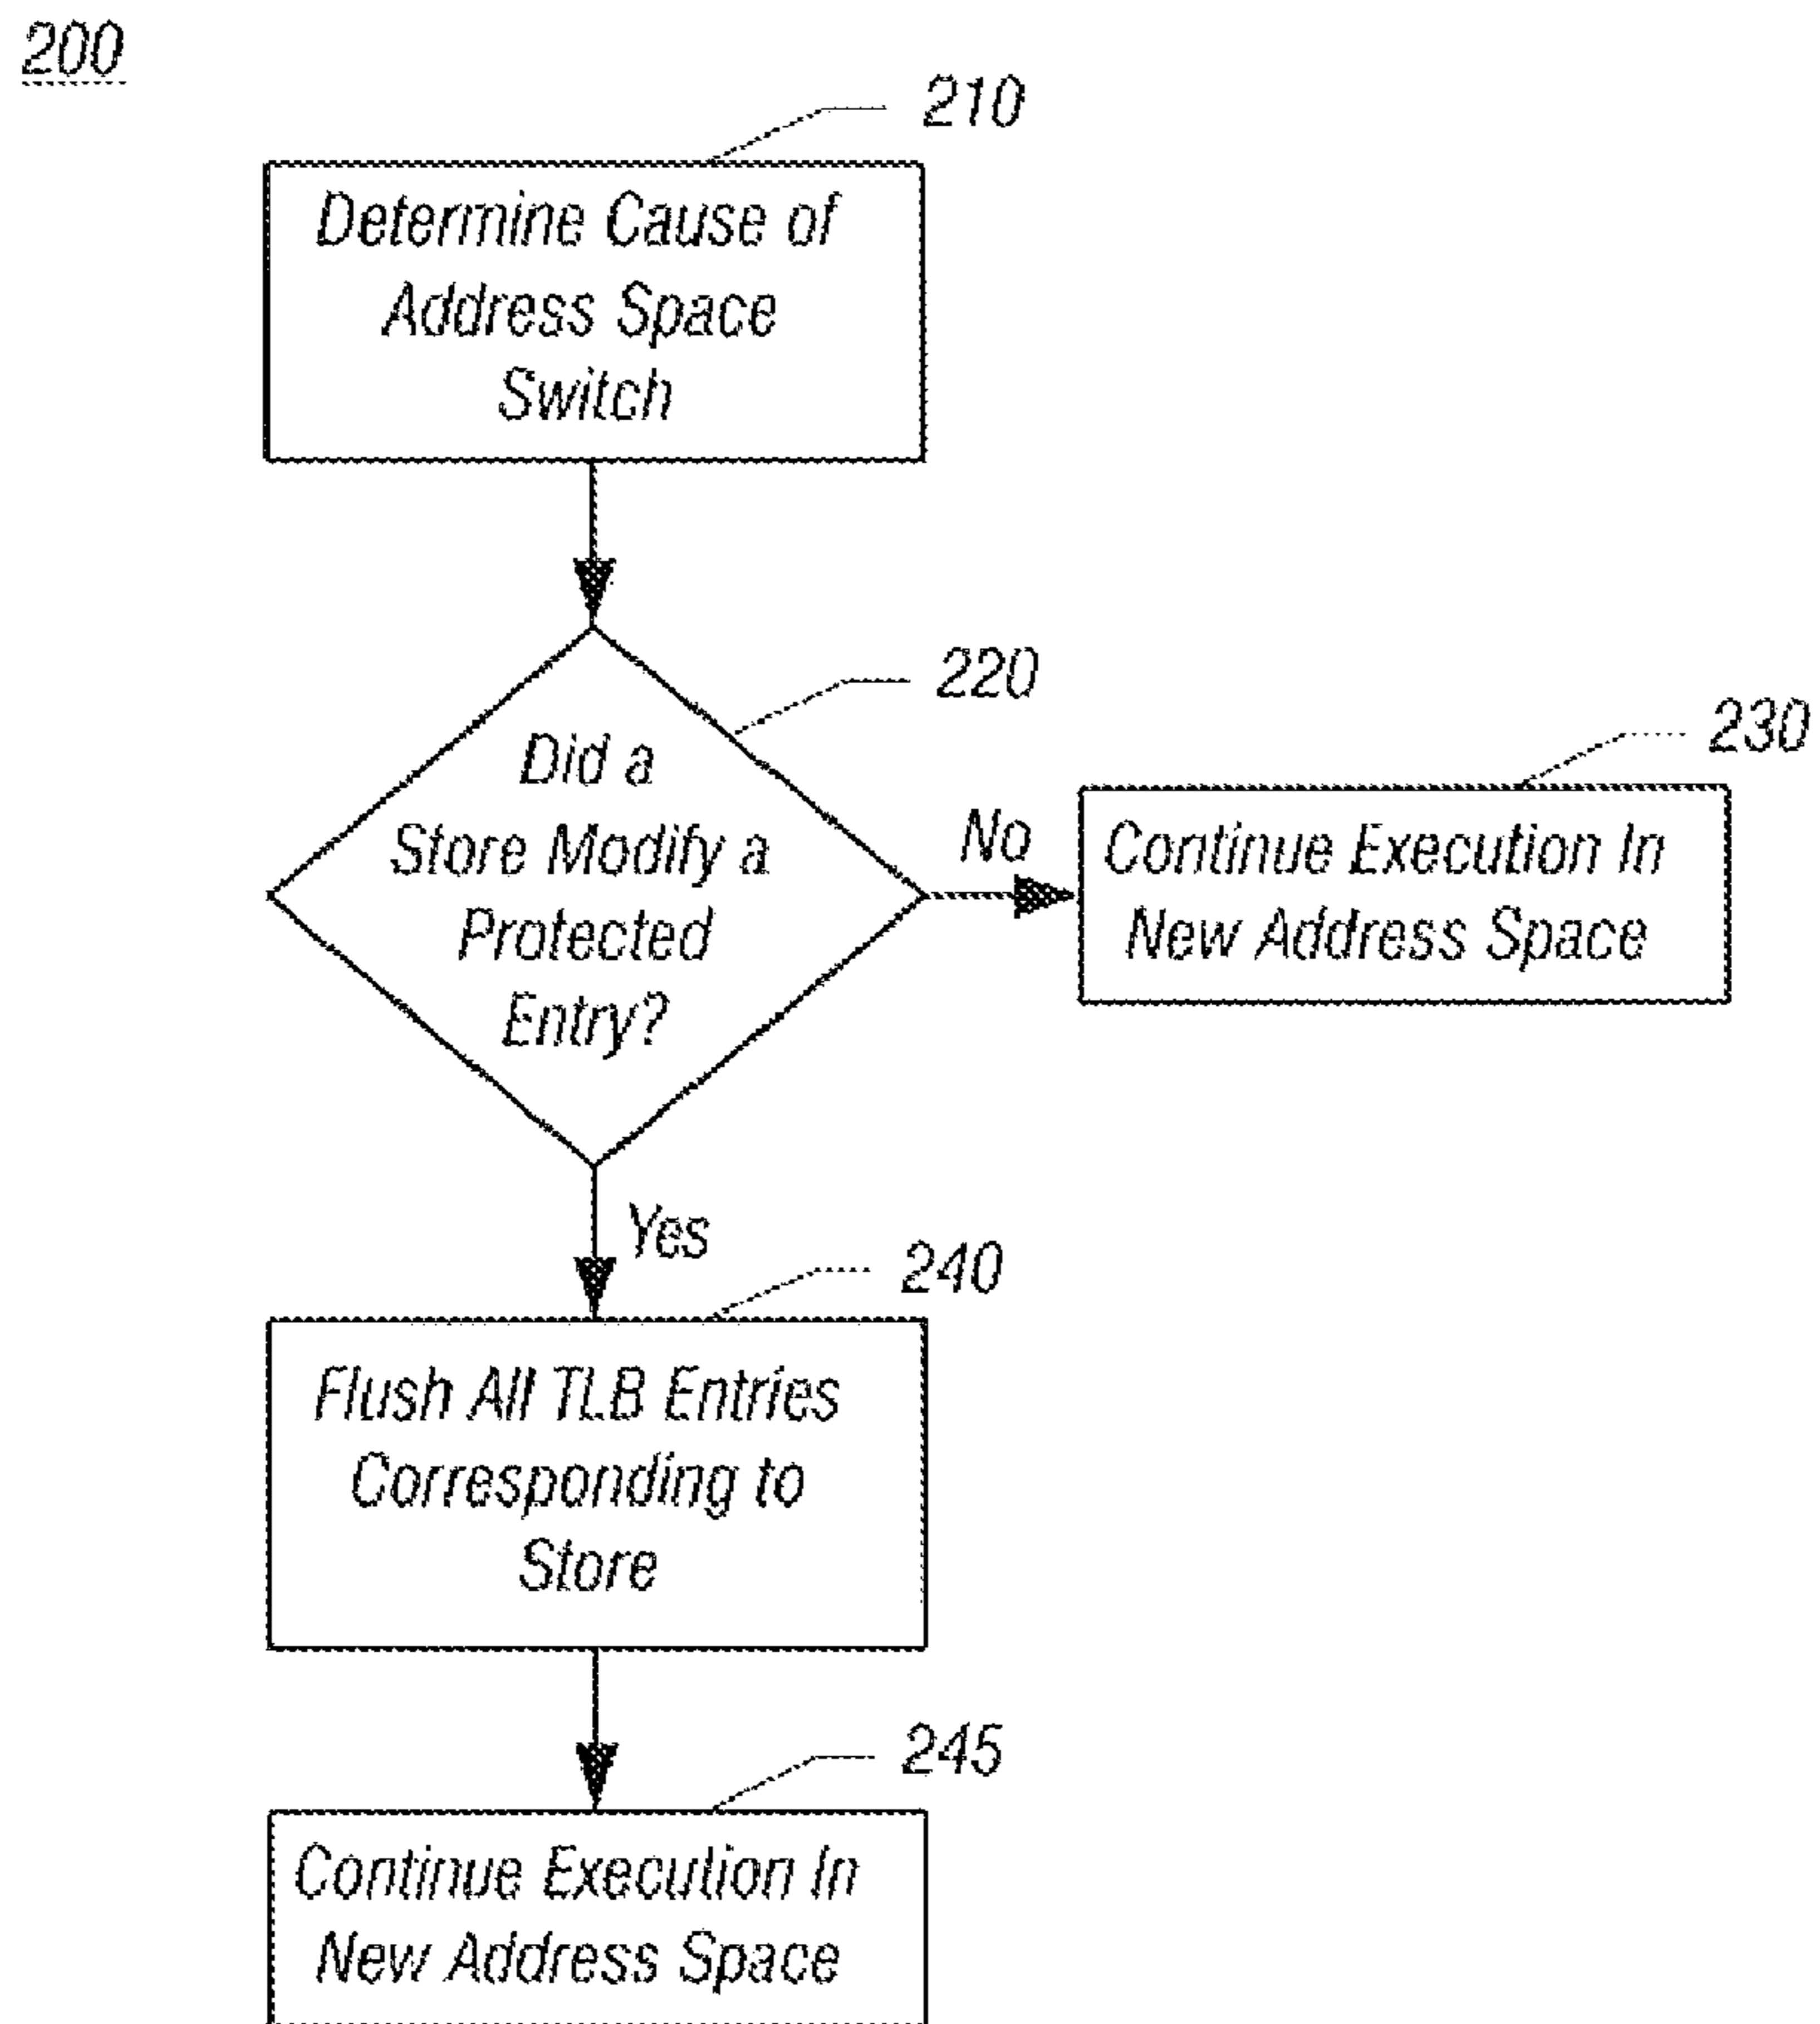 200
210
Determine Cause of
Address Space
Switch
220
Did a
Store Modify a
Protected
Entry?
No
230
Continue Execution In
New Address Space
Yes
240
Flush All TLB Entries
Corresponding to
Store
245
Continue Execution In
New Address Space